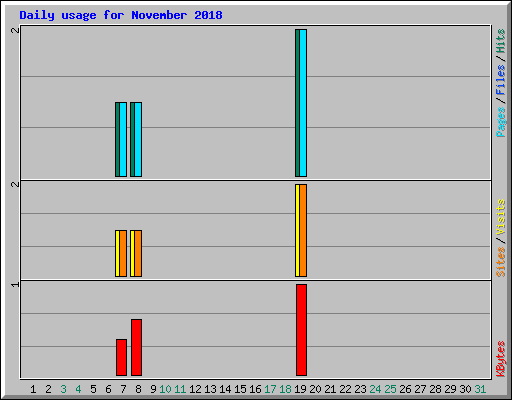 Daily usage for November 2018
2
2
1
Pages / Files / Hits
Sites / Visits
KBytes
1 2 3 4 5 6 7 8 9 10 11 12 13 14 15 16 17 18 19 20 21 22 23 24 25 26 27 28 29 30 31